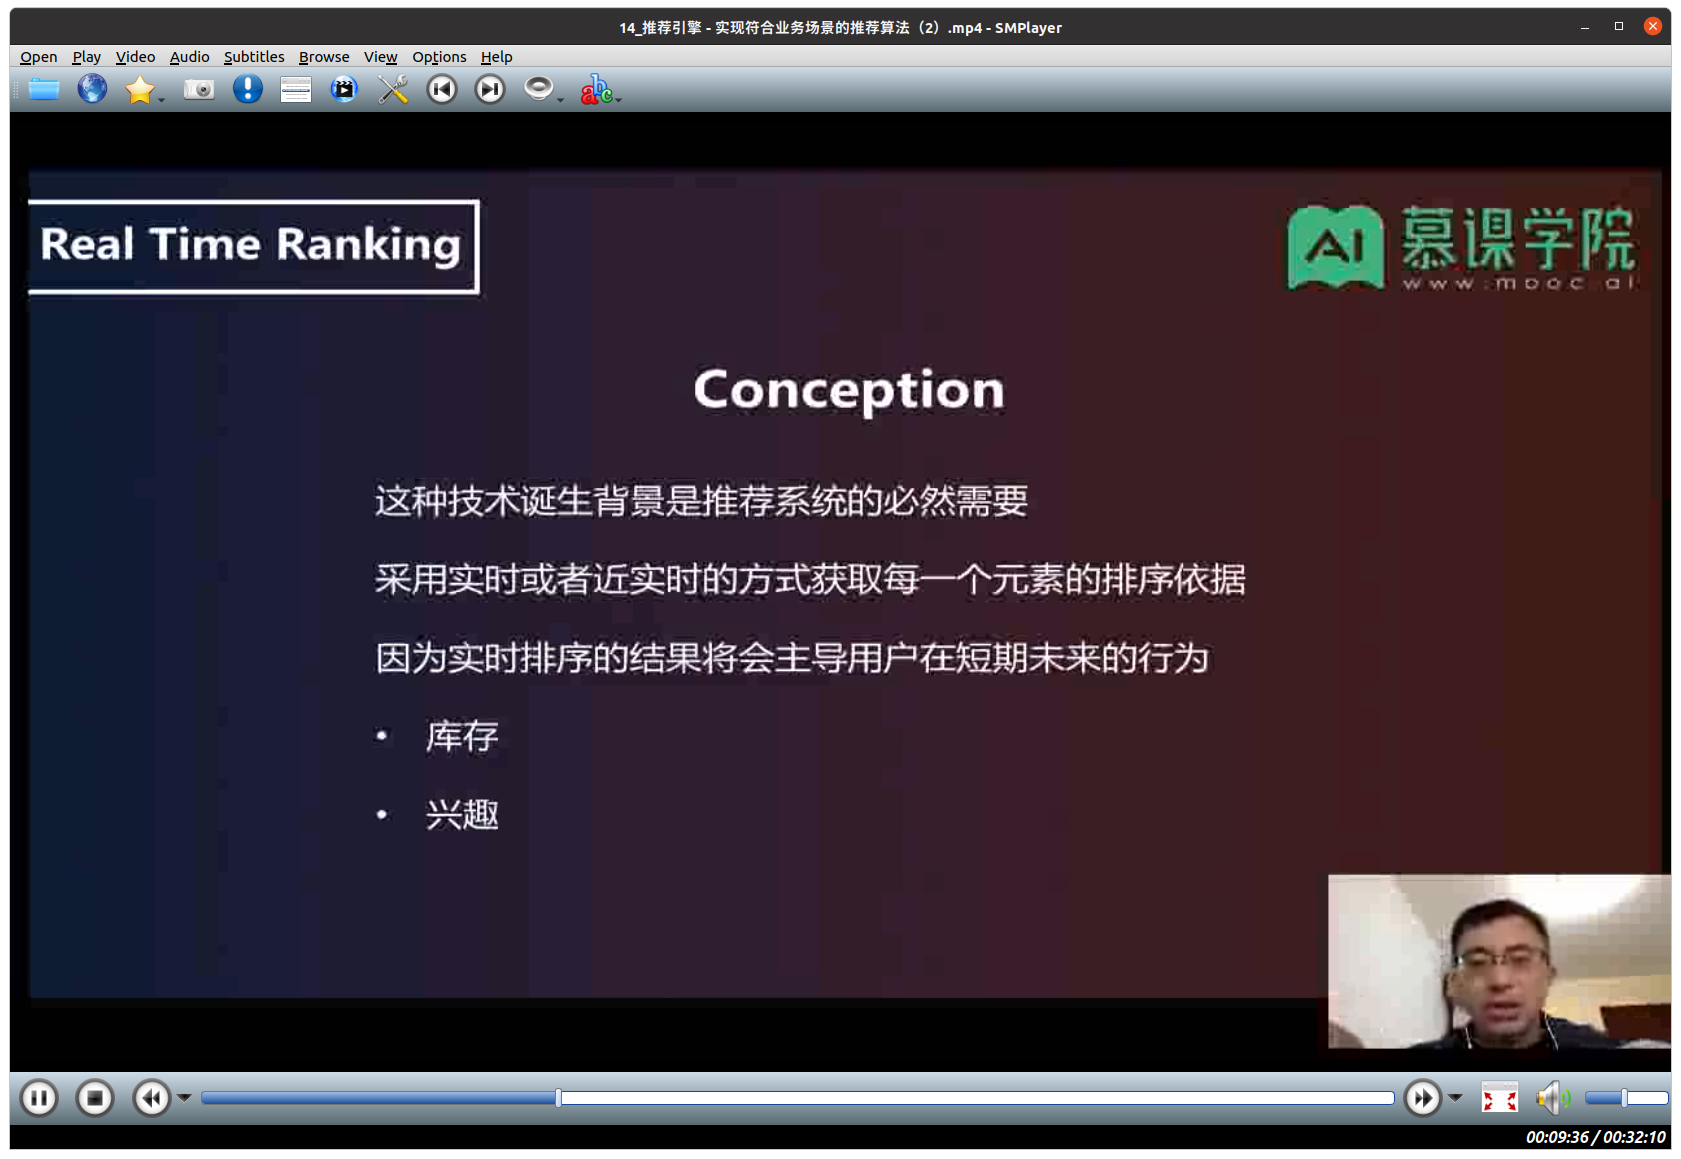 14_推荐引擎 - 实现符合业务场景的推荐算法（2）.mp4 - SMPlayer
Open Play Video Audio Subtitles Browse View Options Help
abc
Real Time Ranking
AI 慕课学院
www.mooc.ai
Conception
这种技术诞生背景是推荐系统的必然需要
采用实时或者近实时的方式获取每一个元素的排序依据
因为实时排序的结果将会主导用户在短期未来的行为
• 库存
• 兴趣
00:09:36 / 00:32:10